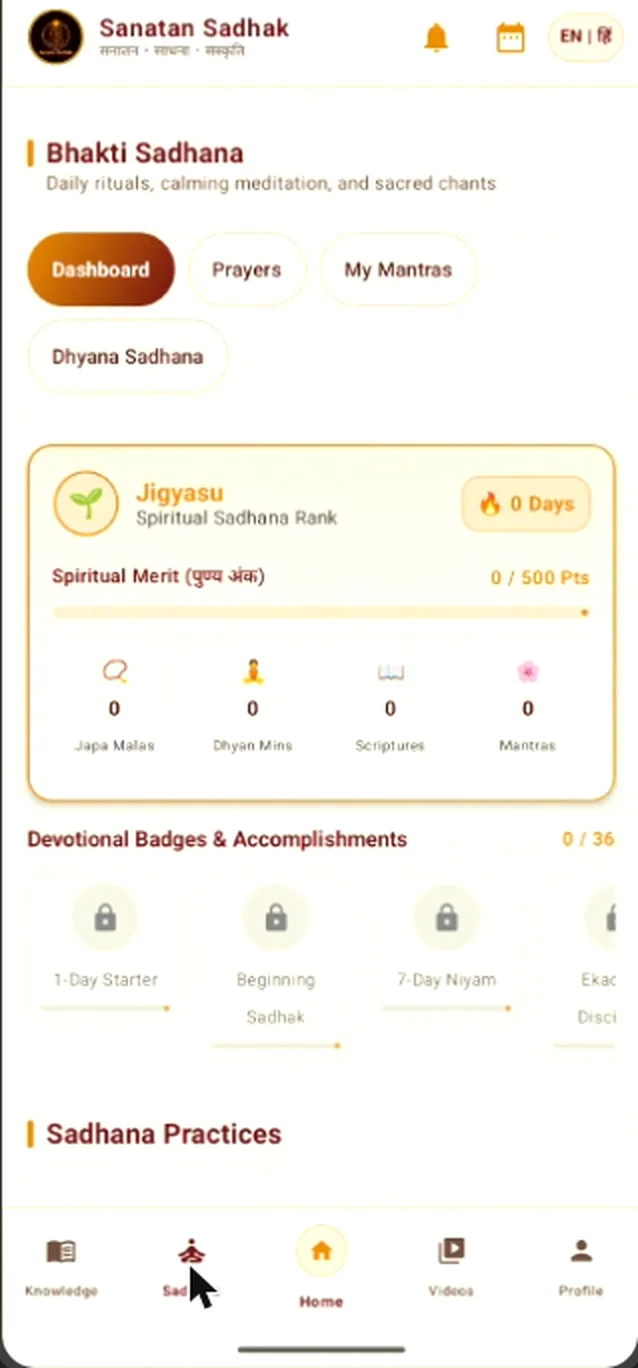 Sanatan Sadhak
सनातन • साधना • संस्कृति
EN | हिं
Bhakti Sadhana
Daily rituals, calming meditation, and sacred chants
Dashboard
Prayers
My Mantras
Dhyana Sadhana
Jigyasu
Spiritual Sadhana Rank
0 Days
Spiritual Merit (पुण्य अंक)
0 / 500 Pts
0
0
0
0
Japa Malas
Dhyan Mins
Scriptures
Mantras
Devotional Badges & Accomplishments
0 / 36
1-Day Starter
Beginning
Sadhak
7-Day Niyam
Ekad
Disci
Sadhana Practices
Knowledge
Sad
Home
Videos
Profile